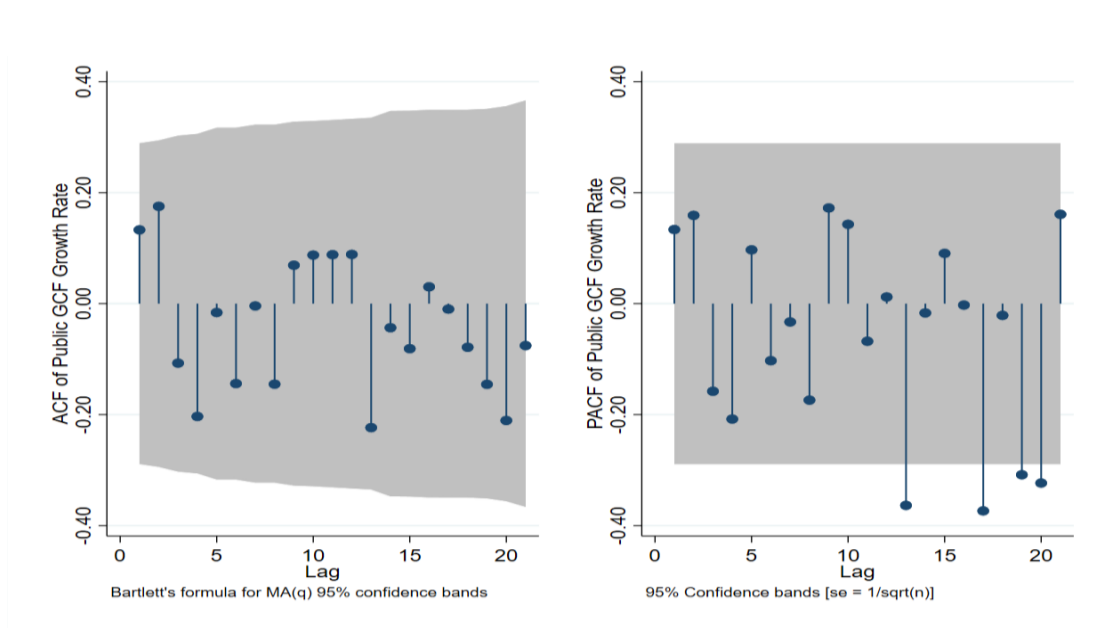 ACF of Public GCF Growth Rate
0.40
0.20
0.00
-0.20
-0.40
0 5 10 15 20
Lag
Bartlett's formula for MA(q) 95% confidence bands
PACF of Public GCF Growth Rate
0.40
0.20
0.00
-0.20
-0.40
0 5 10 15 20
Lag
95% Confidence bands [se = 1/sqrt(n)]